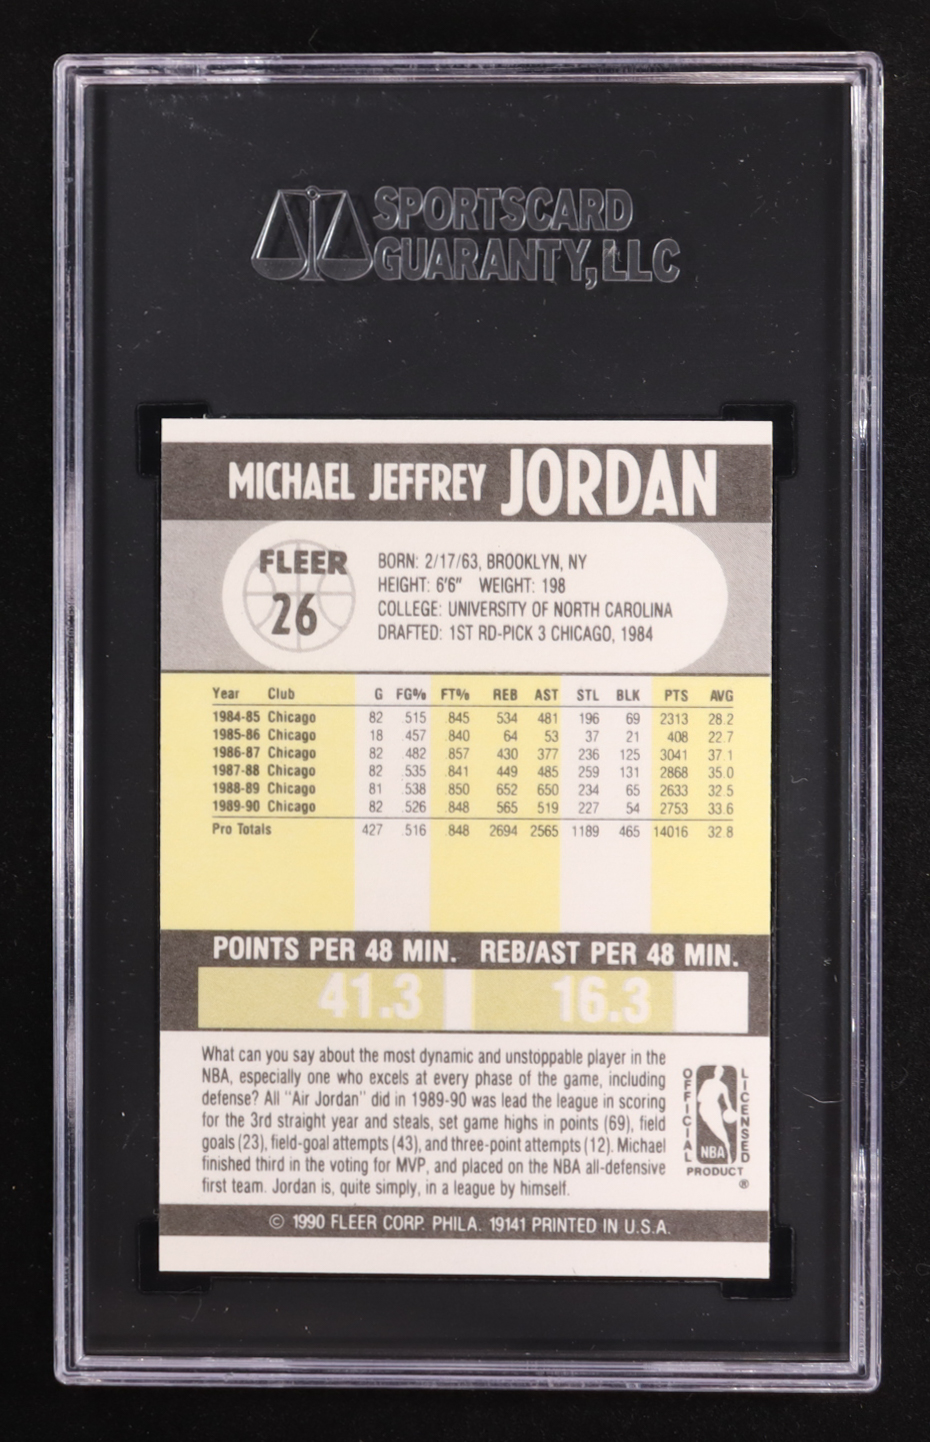 SPORTSCARD
GUARANTY, LLC
MICHAEL JEFFREY JORDAN
FLEER
26
BORN: 2/17/63, BROOKLYN, NY
HEIGHT: 6'6" WEIGHT: 198
COLLEGE: UNIVERSITY OF NORTH CAROLINA
DRAFTED: 1ST RD-PICK 3 CHICAGO, 1984
Year Club G FG% FT% REB AST STL BLK PTS AVG
1984-85 Chicago 82 .515 .845 534 481 196 69 2313 28.2
1985-86 Chicago 18 .457 .840 64 53 37 21 408 22.7
1986-87 Chicago 82 .482 .857 430 377 236 125 3041 37.1
1987-88 Chicago 82 .535 .841 449 485 259 131 2868 35.0
1988-89 Chicago 81 .538 .850 652 650 234 65 2633 32.5
1989-90 Chicago 82 .526 .848 565 519 227 54 2753 33.6
Pro Totals 427 .516 .848 2694 2565 1189 465 14016 32.8
POINTS PER 48 MIN. REB/AST PER 48 MIN.
41.3 16.3
What can you say about the most dynamic and unstoppable player in the
NBA, especially one who excels at every phase of the game, including
defense? All "Air Jordan" did in 1989-90 was lead the league in scoring
for the 3rd straight year and steals, set game highs in points (69), field
goals (23), field-goal attempts (43), and three-point attempts (12). Michael
finished third in the voting for MVP, and placed on the NBA all-defensive
first team. Jordan is, quite simply, in a league by himself.
OFFICIAL
LICENSED
NBA
PRODUCT
®
© 1990 FLEER CORP. PHILA. 19141 PRINTED IN U.S.A.